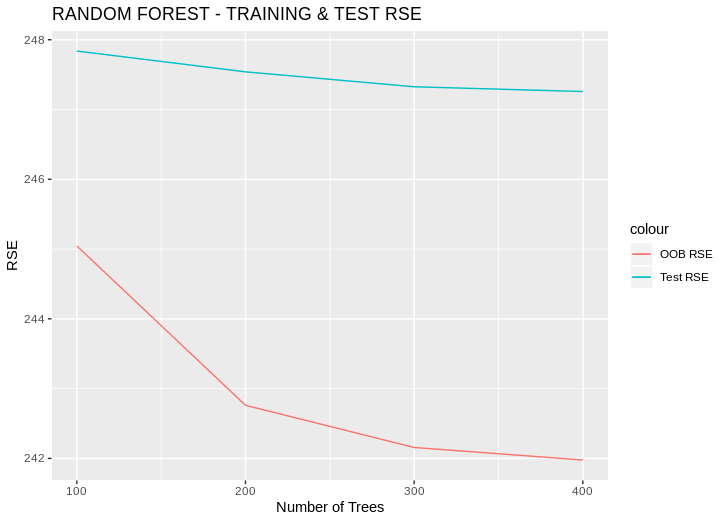 RANDOM FOREST - TRAINING & TEST RSE
248
246
244
242
RSE
100 200 300 400
Number of Trees
colour
OOB RSE
Test RSE